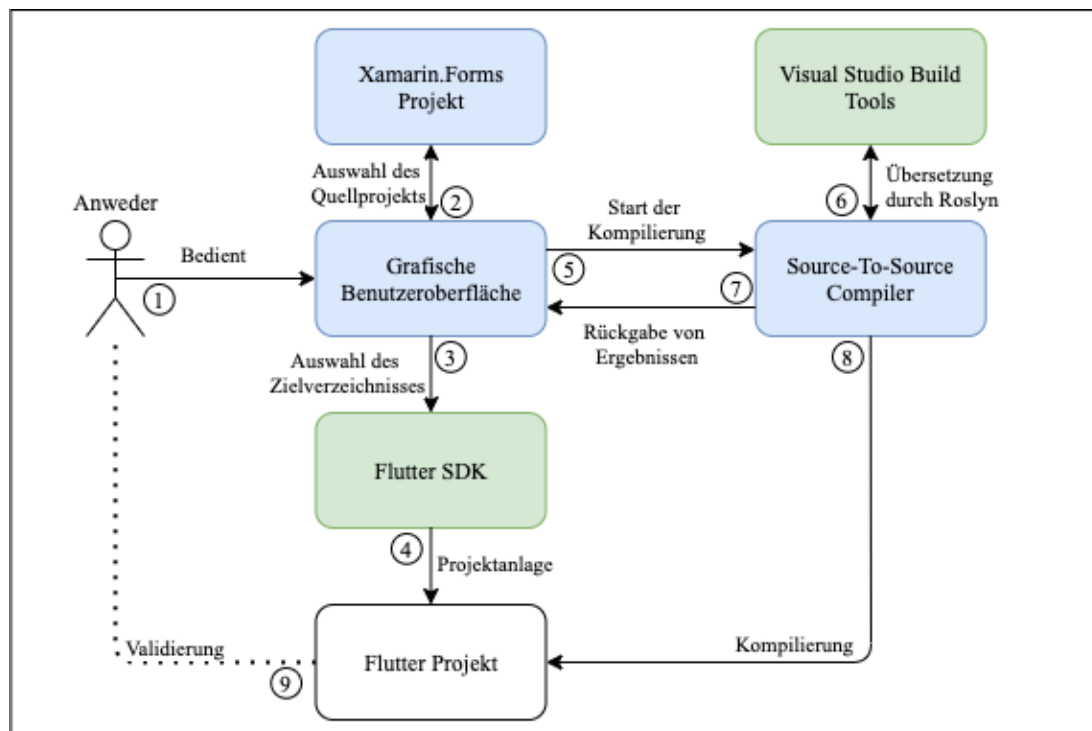 Xamarin.Forms
Projekt
Visual Studio Build
Tools
Auswahl des
Quellprojekts
2
6
Übersetzung
durch Roslyn
Anweder
Bedient
1
Grafische
Benutzeroberfläche
Start der
Kompilierung
5
7
Source-To-Source
Compiler
Rückgabe von
Ergebnissen
Auswahl des
Zielverzeichnisses
3
8
Flutter SDK
4
Projektanlage
Validierung
9
Flutter Projekt
Kompilierung